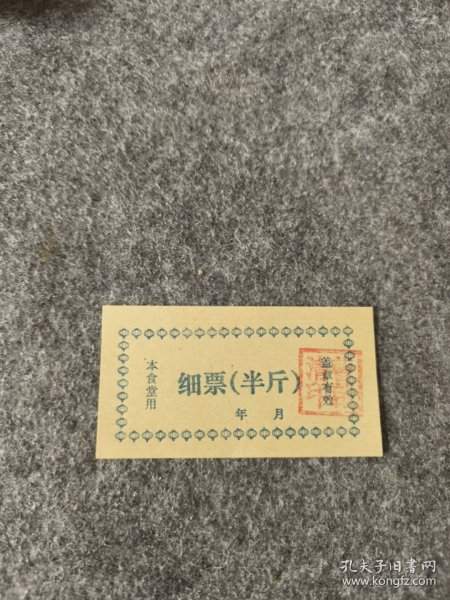 本食堂用
细票(半斤)
年 月
盖章有效
孔夫子旧书网
www.kongfz.com